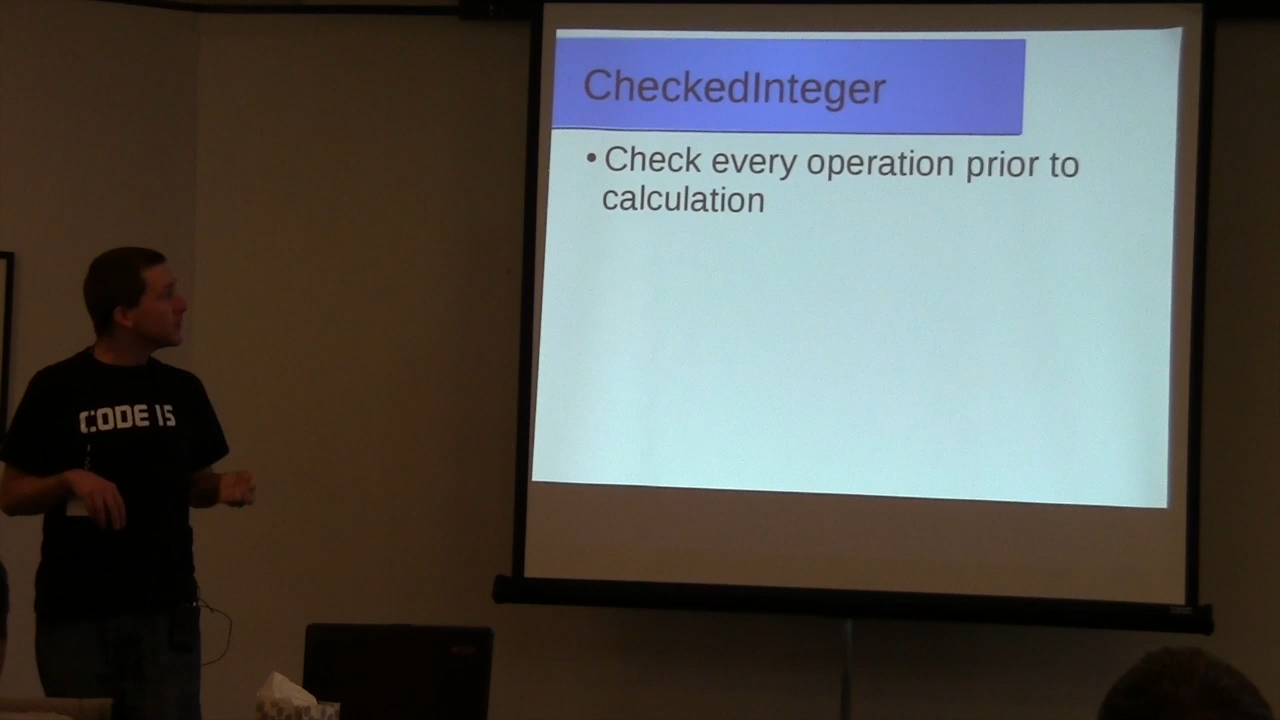 CheckedInteger
• Check every operation prior to
calculation
CODE IS